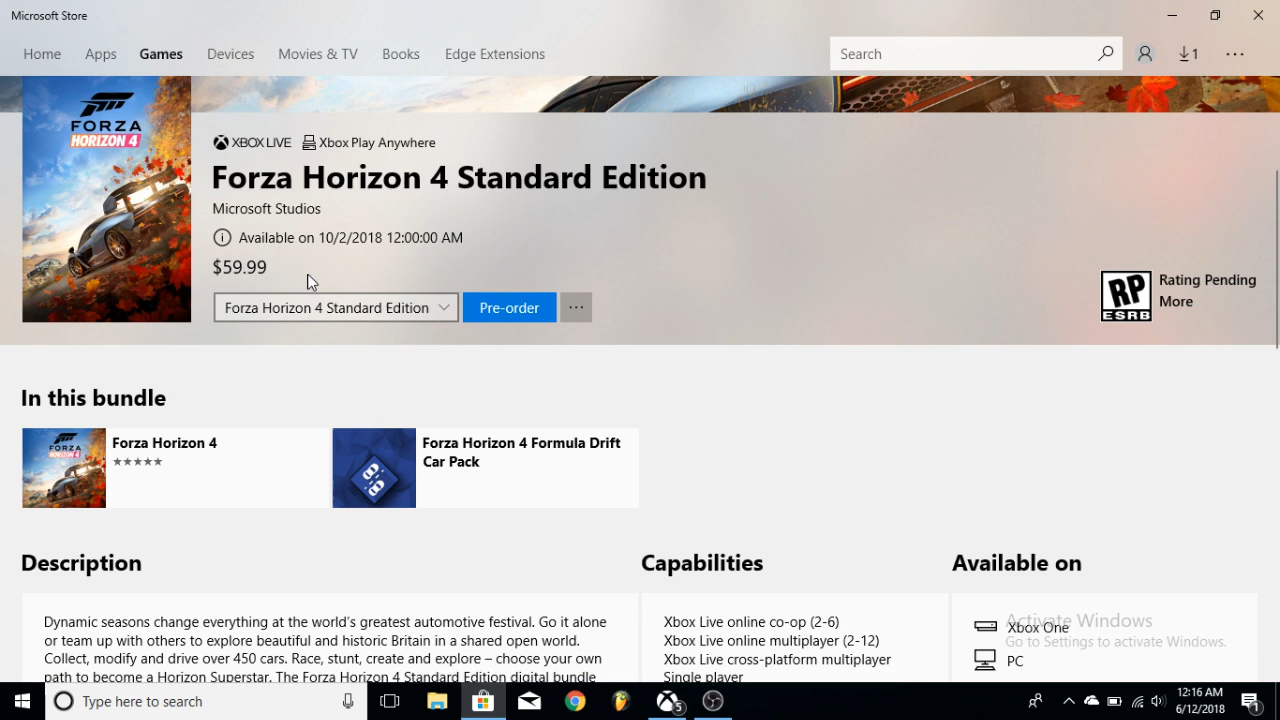 Microsoft Store
Home Apps Games Devices Movies & TV Books Edge Extensions Search 1
FORZA
HORIZON 4
XBOX LIVE Xbox Play Anywhere
Forza Horizon 4 Standard Edition
Microsoft Studios
Available on 10/2/2018 12:00:00 AM
$59.99
Forza Horizon 4 Standard Edition Pre-order
RP
ESRB
Rating Pending
More
In this bundle
FORZA
HORIZON 4
Forza Horizon 4
Forza Horizon 4 Formula Drift
Car Pack
Description
Dynamic seasons change everything at the world's greatest automotive festival. Go it alone
or team up with others to explore beautiful and historic Britain in a shared open world.
Collect, modify and drive over 450 cars. Race, stunt, create and explore – choose your own
path to become a Horizon Superstar. The Forza Horizon 4 Standard Edition digital bundle
Capabilities
Xbox Live online co-op (2-6)
Xbox Live online multiplayer (2-12)
Xbox Live cross-platform multiplayer
Single player
Available on
Xbox One
PC
Activate Windows
Go to Settings to activate Windows.
Type here to search
5
12:16 AM
6/12/2018
1